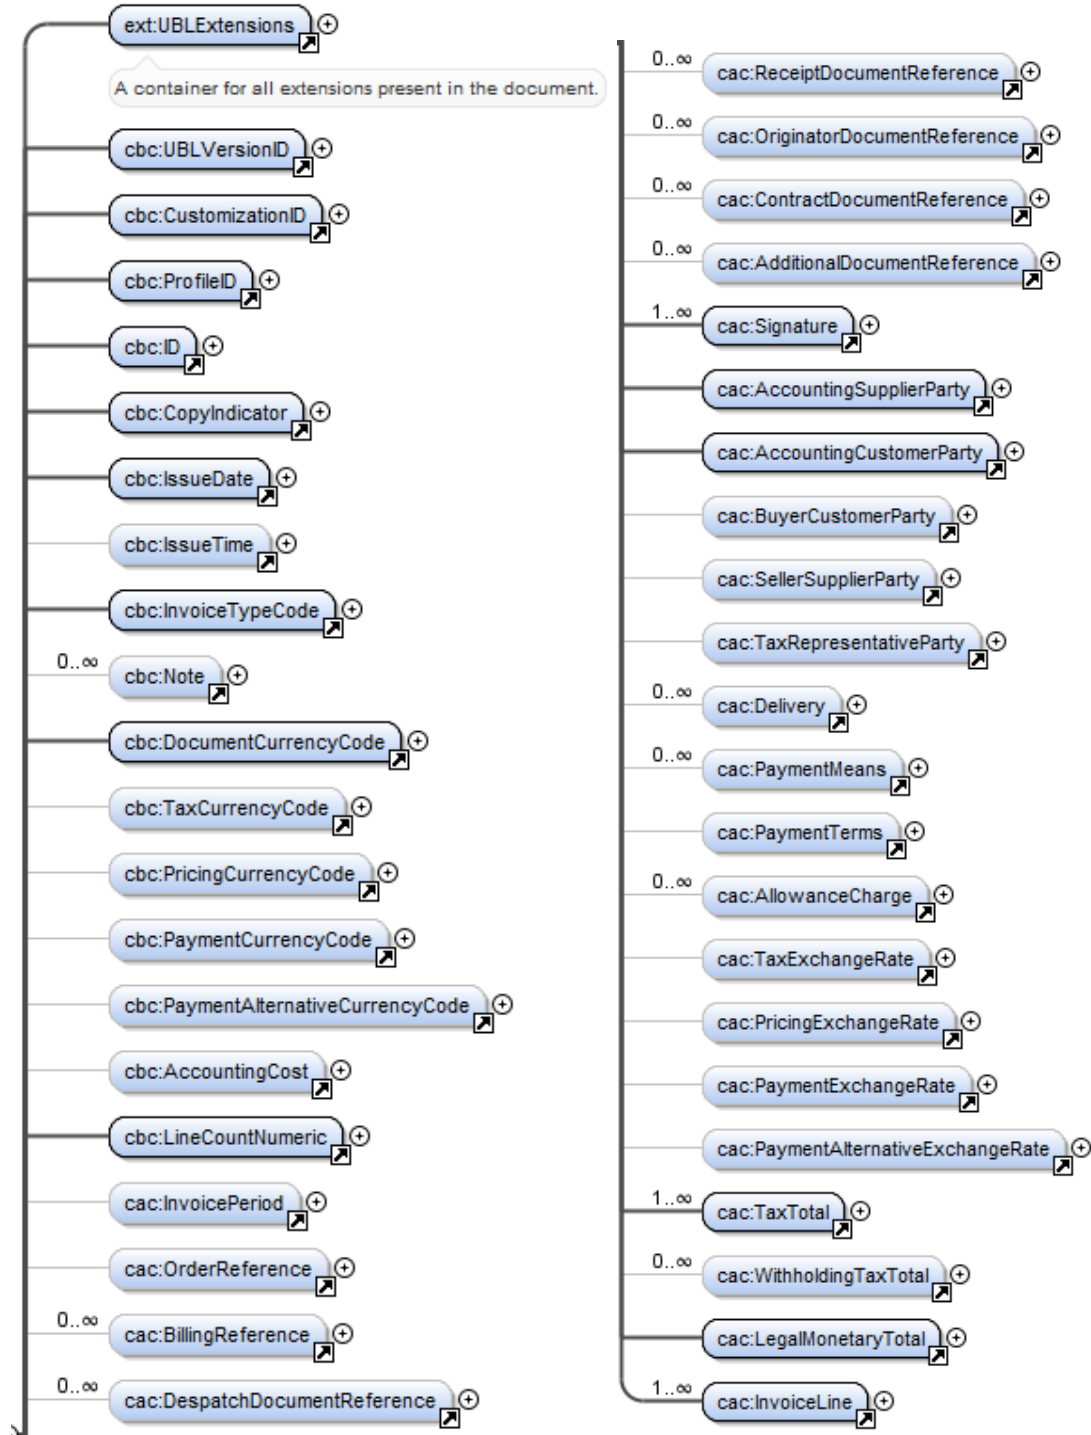 ext:UBLExtensions
A container for all extensions present in the document.
cbc:UBLVersionID
cbc:CustomizationID
cbc:ProfileID
cbc:ID
cbc:CopyIndicator
cbc:IssueDate
cbc:IssueTime
cbc:InvoiceTypeCode
0..∞
cbc:Note
cbc:DocumentCurrencyCode
cbc:TaxCurrencyCode
cbc:PricingCurrencyCode
cbc:PaymentCurrencyCode
cbc:PaymentAlternativeCurrencyCode
cbc:AccountingCost
cbc:LineCountNumeric
cac:InvoicePeriod
cac:OrderReference
0..∞
cac:BillingReference
0..∞
cac:DespatchDocumentReference
0..∞
cac:ReceiptDocumentReference
0..∞
cac:OriginatorDocumentReference
0..∞
cac:ContractDocumentReference
0..∞
cac:AdditionalDocumentReference
1..∞
cac:Signature
cac:AccountingSupplierParty
cac:AccountingCustomerParty
cac:BuyerCustomerParty
cac:SellerSupplierParty
cac:TaxRepresentativeParty
0..∞
cac:Delivery
0..∞
cac:PaymentMeans
cac:PaymentTerms
0..∞
cac:AllowanceCharge
cac:TaxExchangeRate
cac:PricingExchangeRate
cac:PaymentExchangeRate
cac:PaymentAlternativeExchangeRate
1..∞
cac:TaxTotal
0..∞
cac:WithholdingTaxTotal
cac:LegalMonetaryTotal
1..∞
cac:InvoiceLine